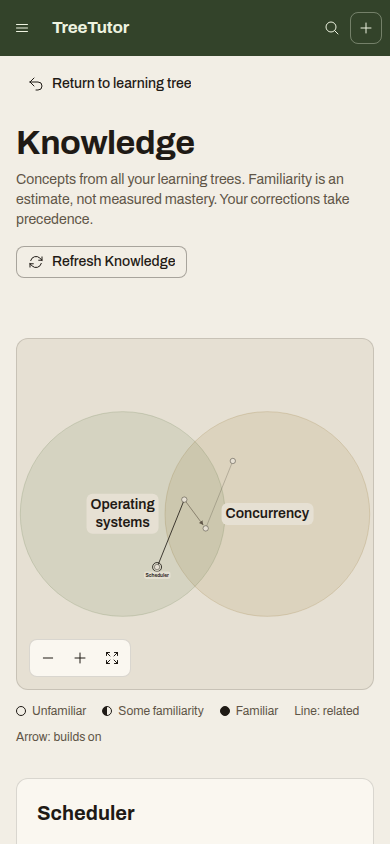 TreeTutor
Return to learning tree
Knowledge
Concepts from all your learning trees. Familiarity is an
estimate, not measured mastery. Your corrections take
precedence.
Refresh Knowledge
Operating
systems
Concurrency
Scheduler
Unfamiliar
Some familiarity
Familiar
Line: related
Arrow: builds on
Scheduler